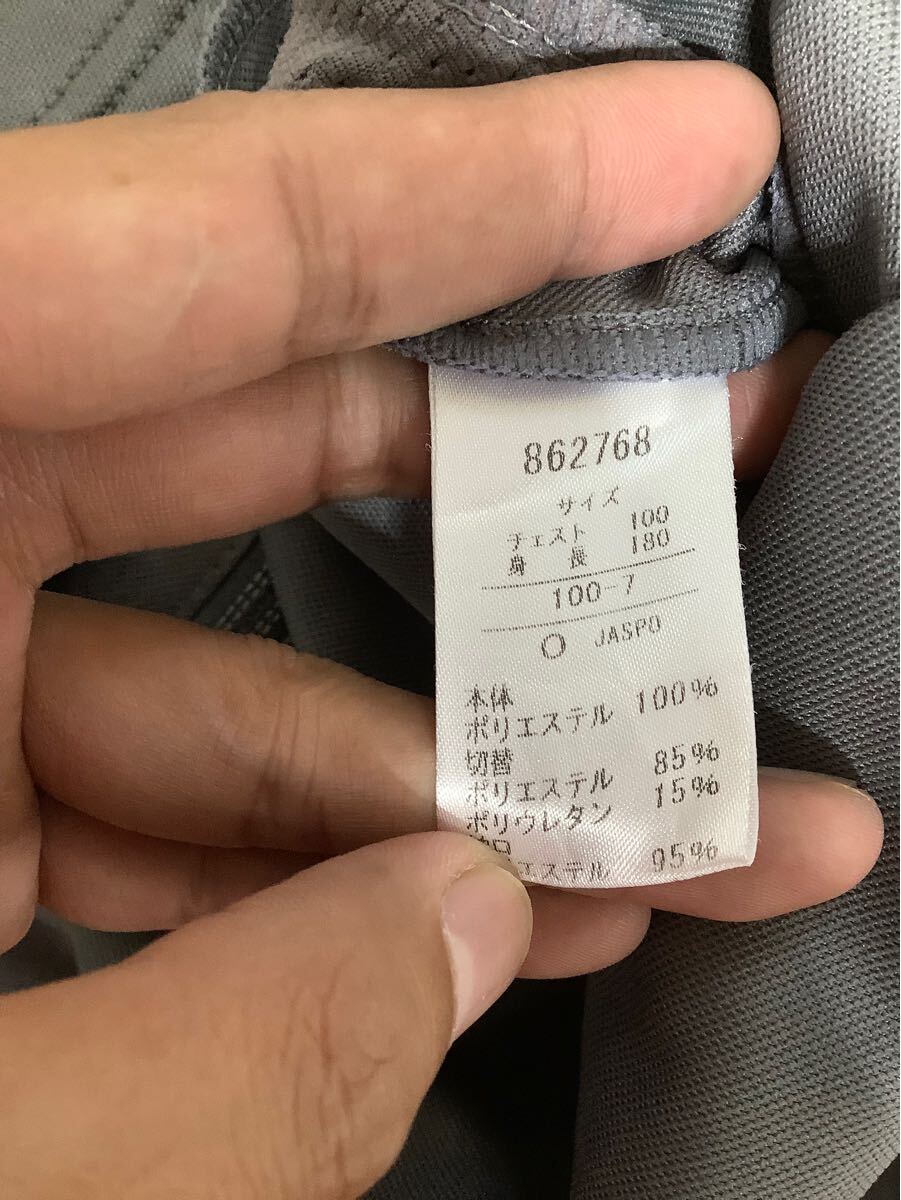 862768
サイズ
チェスト 100
身長 180
100-7
O JASPO
本体
ポリエステル 100%
切替
ポリエステル 85%
ポリウレタン 15%
エステル 95%